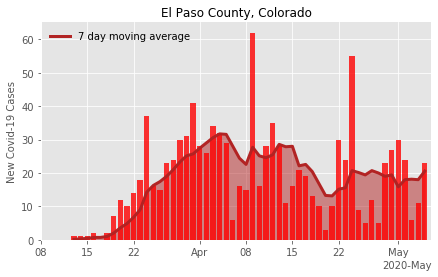 El Paso County, Colorado
7 day moving average
New Covid-19 Cases
60
50
40
30
20
10
0
08 15 22 Apr 08 15 22 May
2020-May